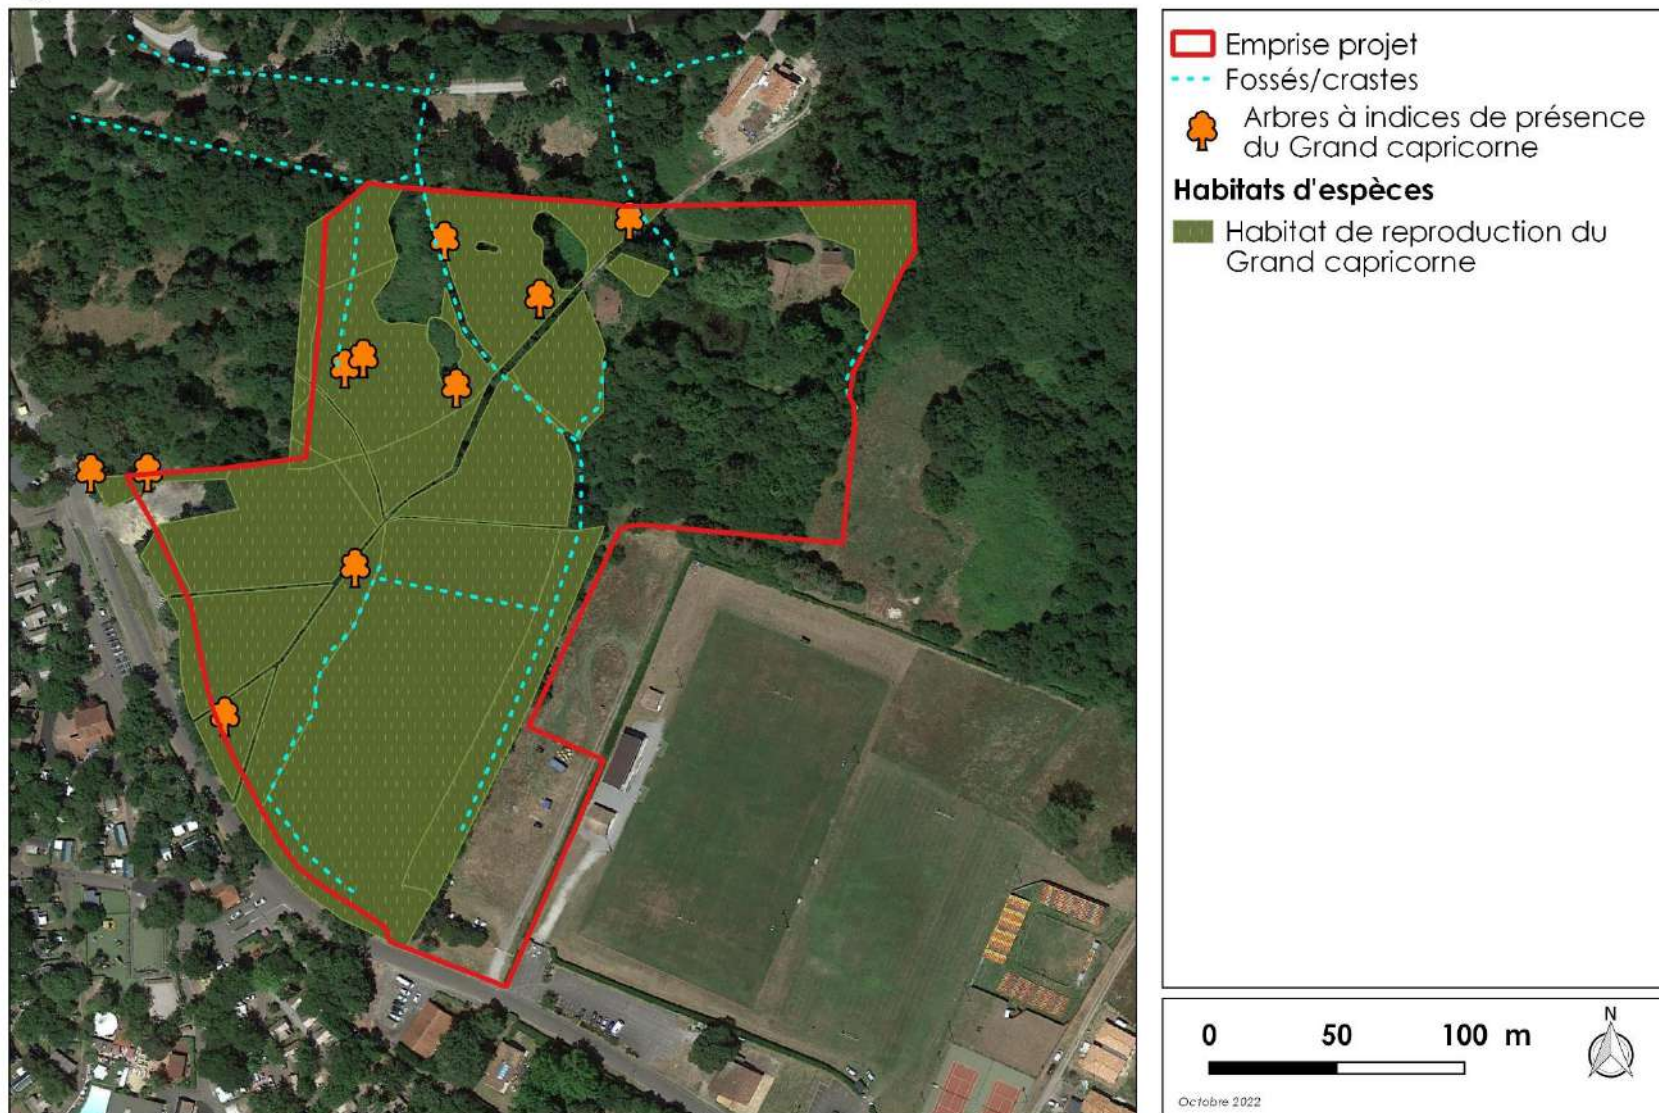 Emprise projet
Fossés/crastes
Arbres à indices de présence
du Grand capricorne
Habitats d'espèces
Habitat de reproduction du
Grand capricorne
0 50 100 m
N
Octobre 2022